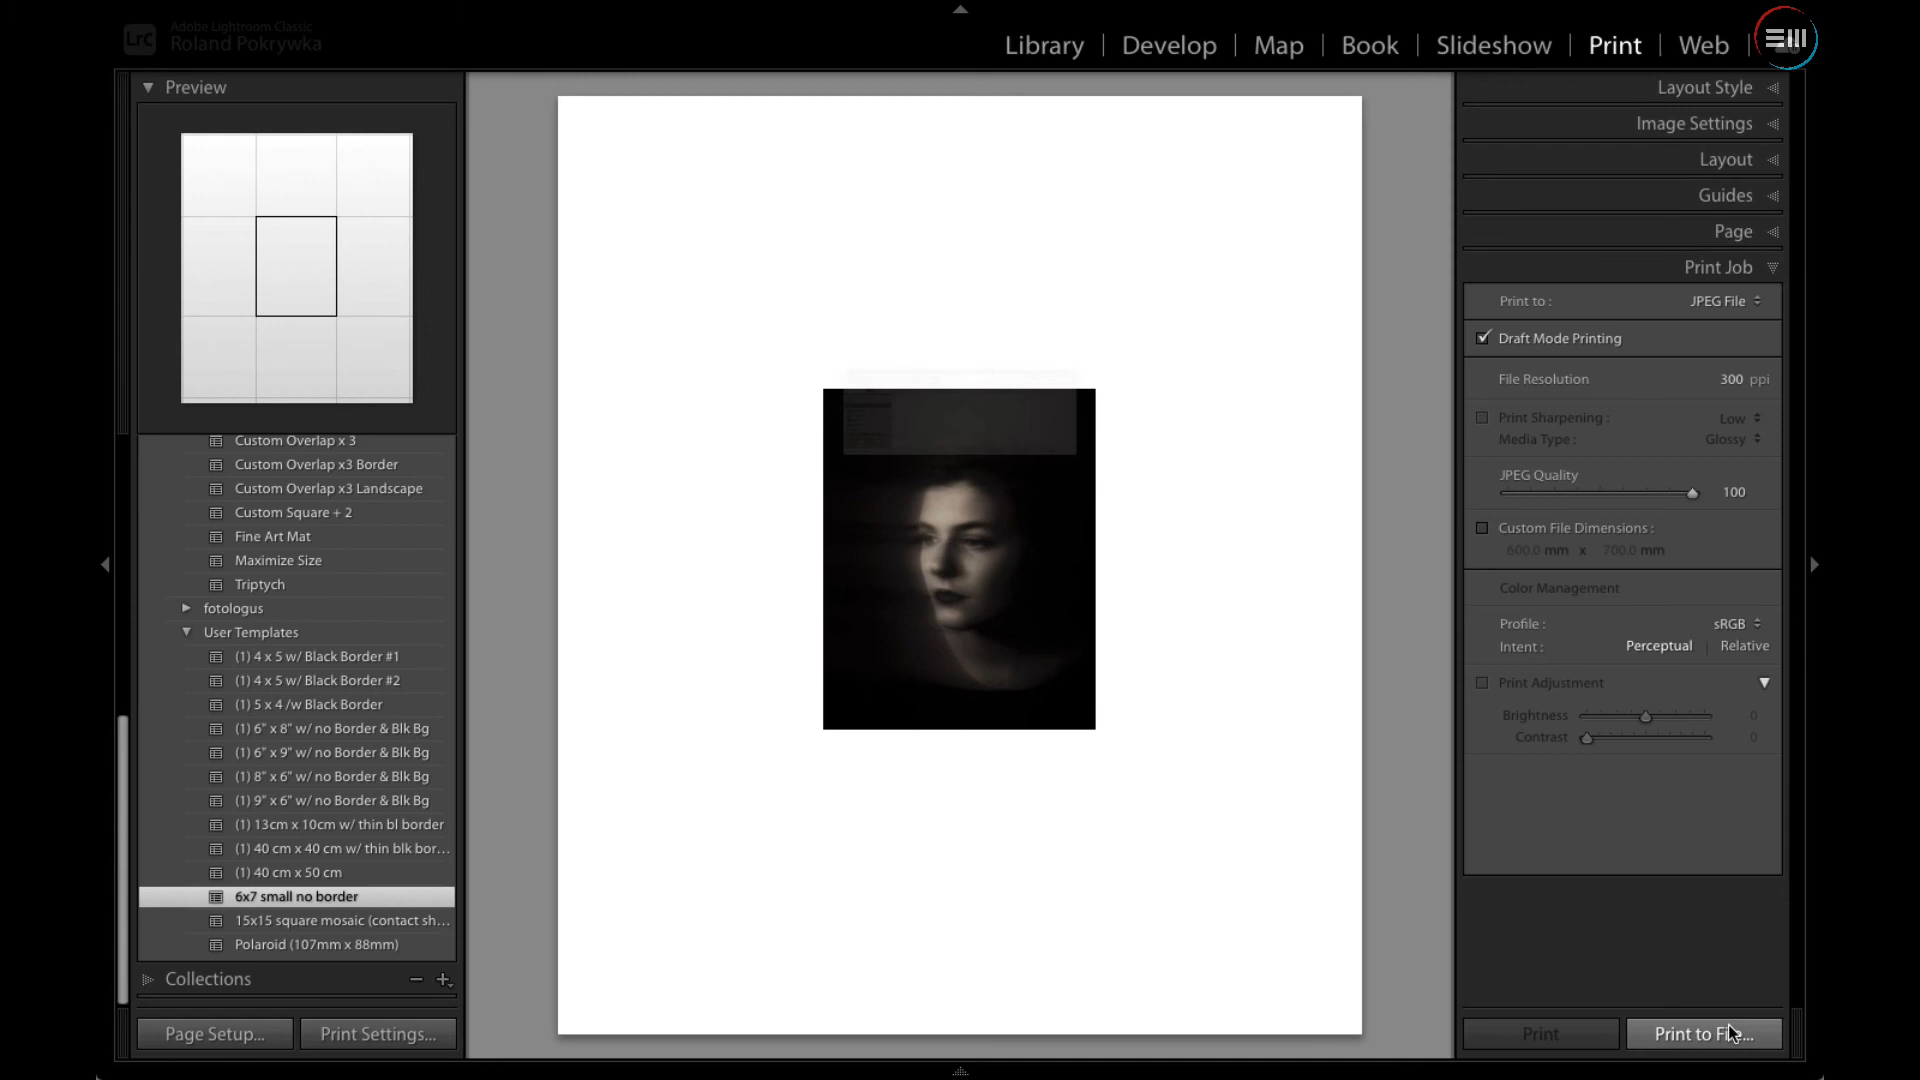 LrC
Adobe Lightroom Classic
Roland Pokrywka
Library
Develop
Map
Book
Slideshow
Print
Web
Preview
Custom Overlap x 3
Custom Overlap x3 Border
Custom Overlap x3 Landscape
Custom Square + 2
Fine Art Mat
Maximize Size
Triptych
fotologus
User Templates
(1) 4 x 5 w/ Black Border #1
(1) 4 x 5 w/ Black Border #2
(1) 5 x 4 /w Black Border
(1) 6" x 8" w/ no Border & Blk Bg
(1) 6" x 9" w/ no Border & Blk Bg
(1) 8" x 6" w/ no Border & Blk Bg
(1) 9" x 6" w/ no Border & Blk Bg
(1) 13cm x 10cm w/ thin bl border
(1) 40 cm x 40 cm w/ thin blk bor...
(1) 40 cm x 50 cm
6x7 small no border
15x15 square mosaic (contact sh...
Polaroid (107mm x 88mm)
Collections
Page Setup...
Print Settings...
Layout Style
Image Settings
Layout
Guides
Page
Print Job
Print to : JPEG File
Draft Mode Printing
File Resolution 300 ppi
Print Sharpening : Low
Media Type : Glossy
JPEG Quality
100
Custom File Dimensions :
600.0 mm x 700.0 mm
Color Management
Profile : sRGB
Intent : Perceptual Relative
Print Adjustment
Brightness 0
Contrast 0
Print
Print to File...